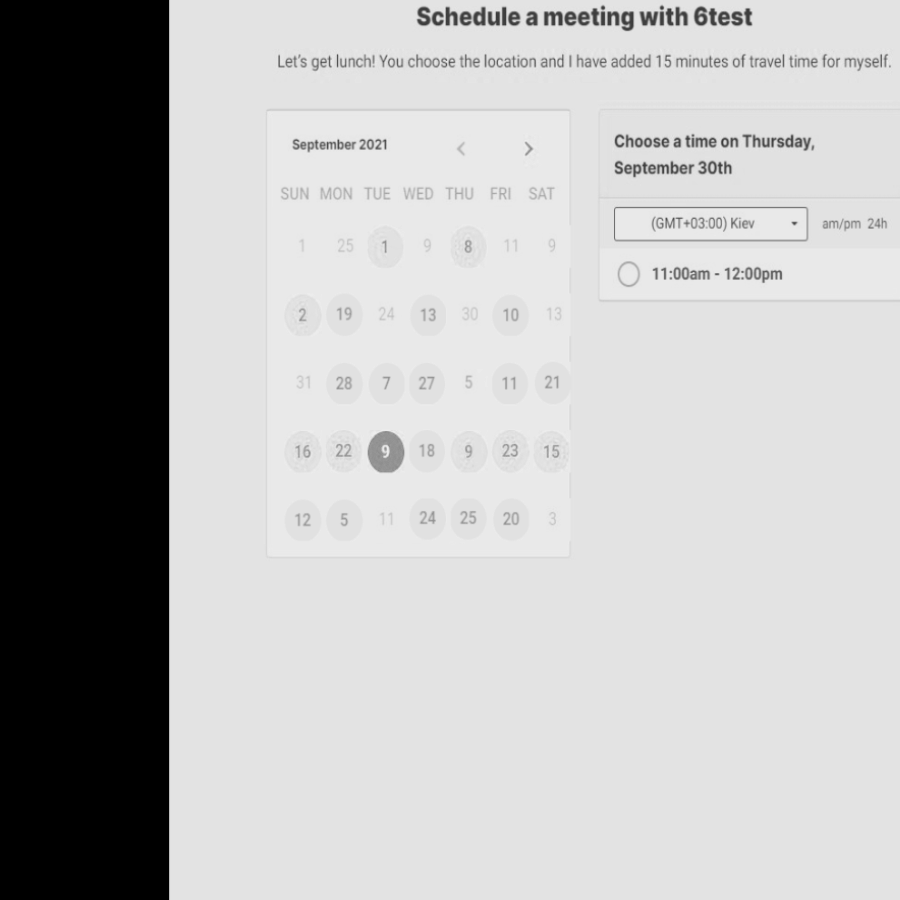 Schedule a meeting with 6test
Let's get lunch! You choose the location and I have added 15 minutes of travel time for myself.
September 2021
SUN MON TUE WED THU FRI SAT
1 25 1 9 8 11 9
2 19 24 13 30 10 13
31 28 7 27 5 11 21
16 22 9 18 9 23 15
12 5 11 24 25 20 3
Choose a time on Thursday,
September 30th
(GMT+03:00) Kiev am/pm 24h
11:00am - 12:00pm